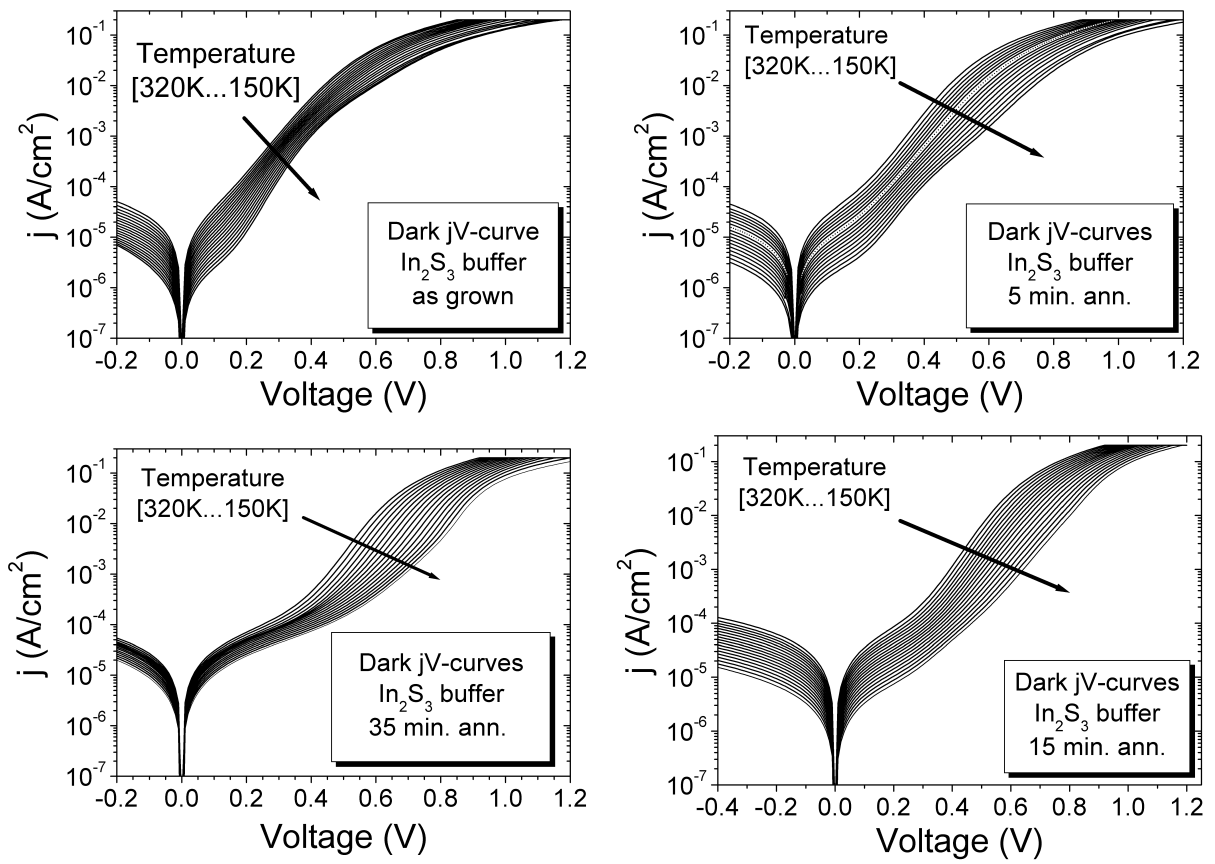 Temperature
[320K...150K]
Dark jV-curve
In₂S₃ buffer
as grown
j (A/cm²)
10⁻¹
10⁻²
10⁻³
10⁻⁴
10⁻⁵
10⁻⁶
10⁻⁷
-0.2 0.0 0.2 0.4 0.6 0.8 1.0 1.2
Voltage (V)
Temperature
[320K...150K]
Dark jV-curves
In₂S₃ buffer
5 min. ann.
j (A/cm²)
10⁻¹
10⁻²
10⁻³
10⁻⁴
10⁻⁵
10⁻⁶
10⁻⁷
-0.2 0.0 0.2 0.4 0.6 0.8 1.0 1.2
Voltage (V)
Temperature
[320K...150K]
Dark jV-curves
In₂S₃ buffer
35 min. ann.
j (A/cm²)
10⁻¹
10⁻²
10⁻³
10⁻⁴
10⁻⁵
10⁻⁶
10⁻⁷
-0.2 0.0 0.2 0.4 0.6 0.8 1.0 1.2
Voltage (V)
Temperature
[320K...150K]
Dark jV-curves
In₂S₃ buffer
15 min. ann.
j (A/cm²)
10⁻¹
10⁻²
10⁻³
10⁻⁴
10⁻⁵
10⁻⁶
10⁻⁷
-0.4 -0.2 0.0 0.2 0.4 0.6 0.8 1.0 1.2
Voltage (V)